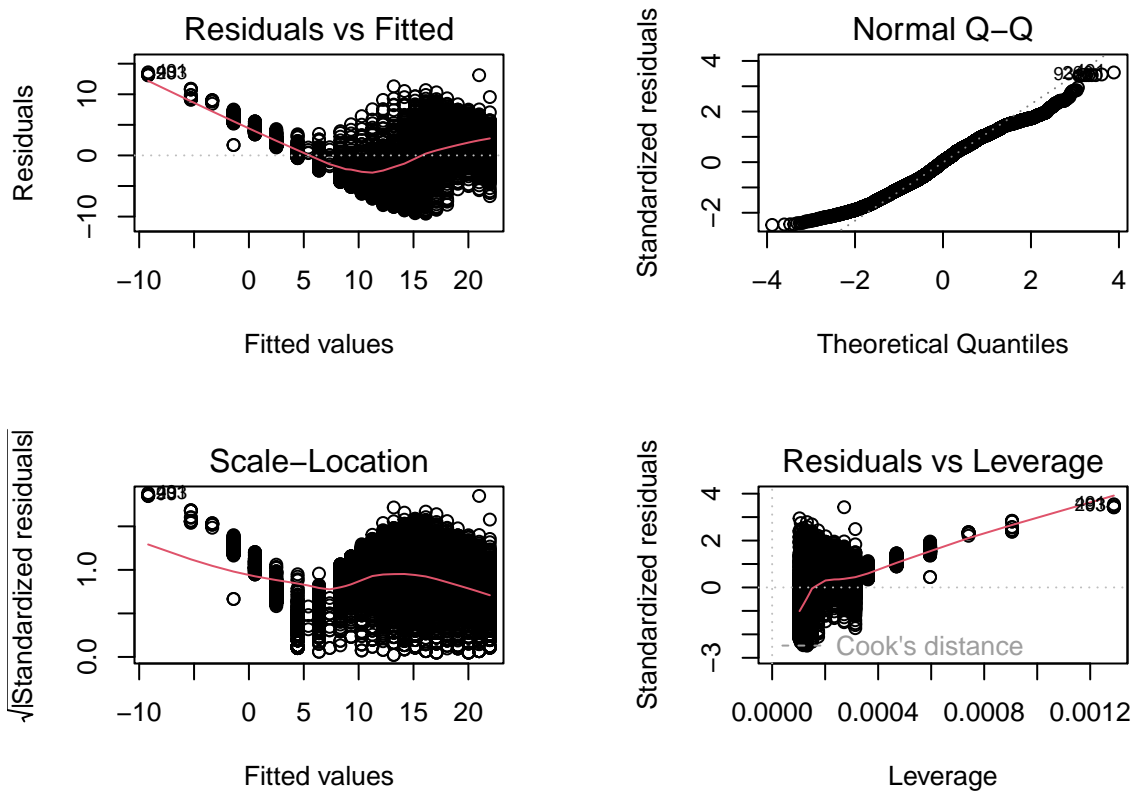 Residuals vs Fitted
Residuals
10
0
−10
−10
0
5
10
15
20
Fitted values
Normal Q−Q
Standardized residuals
4
2
0
−2
−4
−2
0
2
4
Theoretical Quantiles
Scale−Location
√|Standardized residuals|
1.0
0.0
−10
0
5
10
15
20
Fitted values
Residuals vs Leverage
Standardized residuals
4
2
0
−3
Cook's distance
0.0000
0.0004
0.0008
0.0012
Leverage